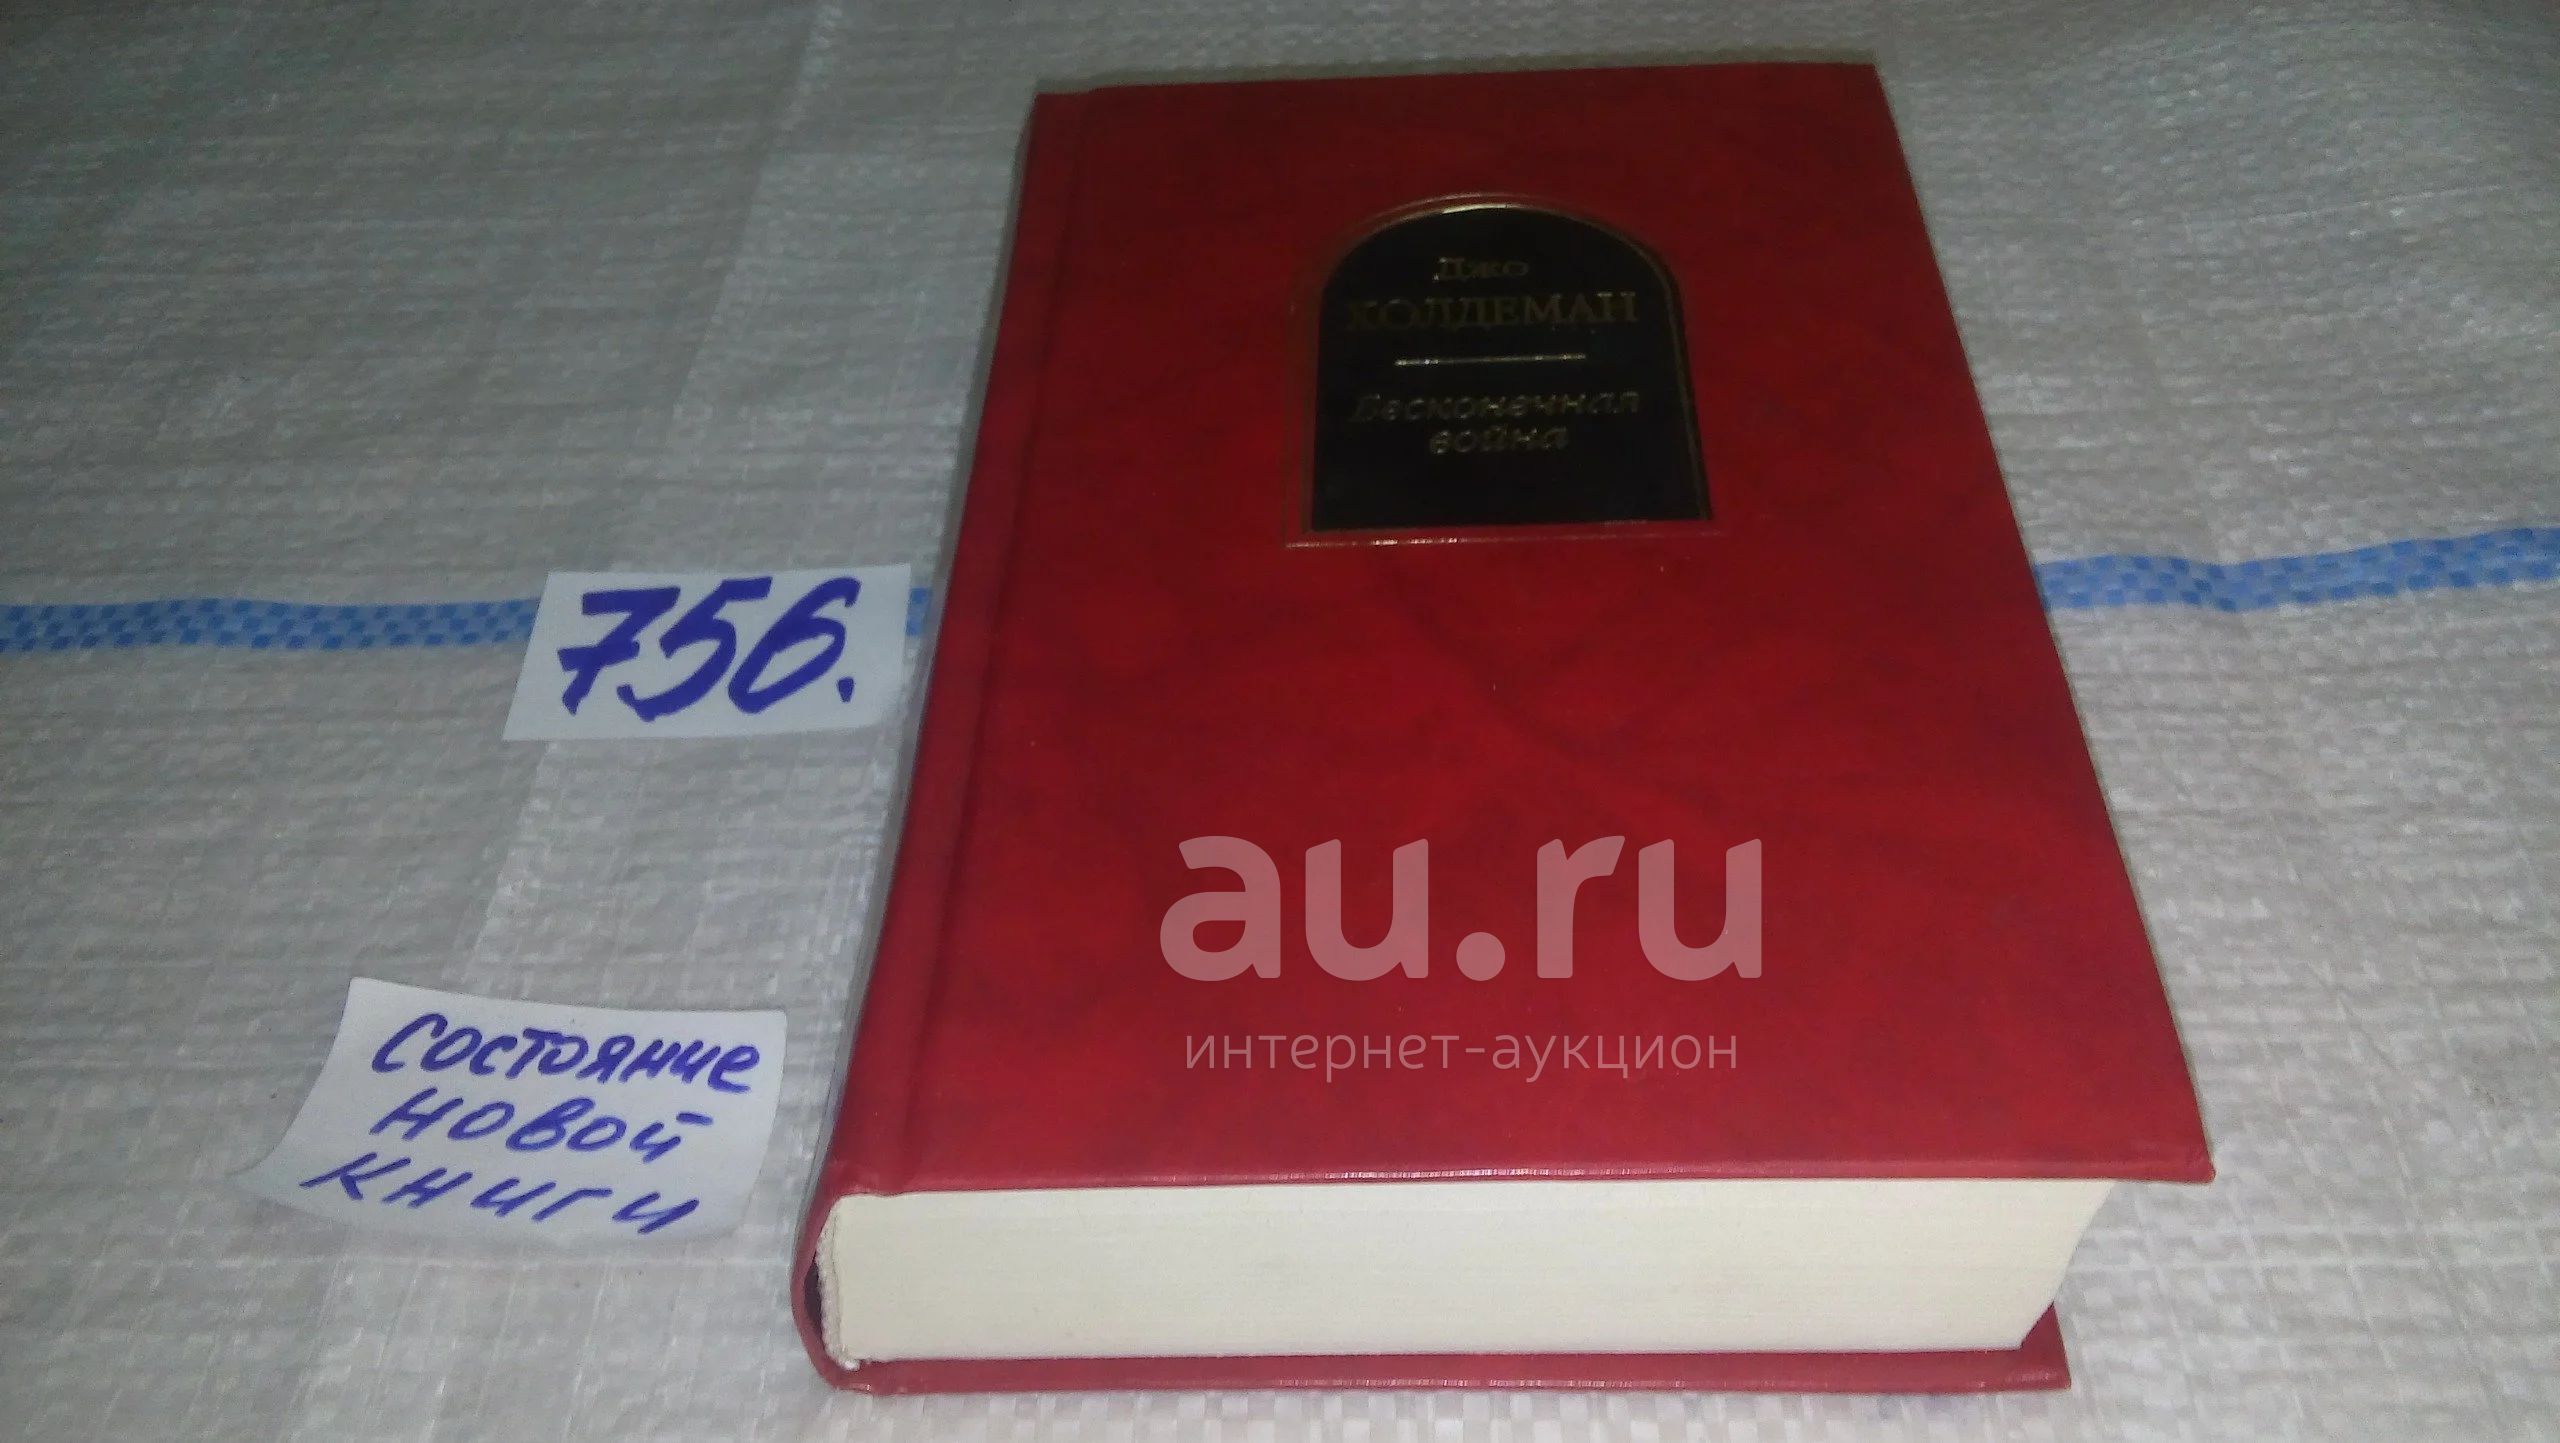 Джо
ХОЛДЕМАН
Бесконечная
война
756.
состояние
новой
книги
au.ru
интернет-аукцион